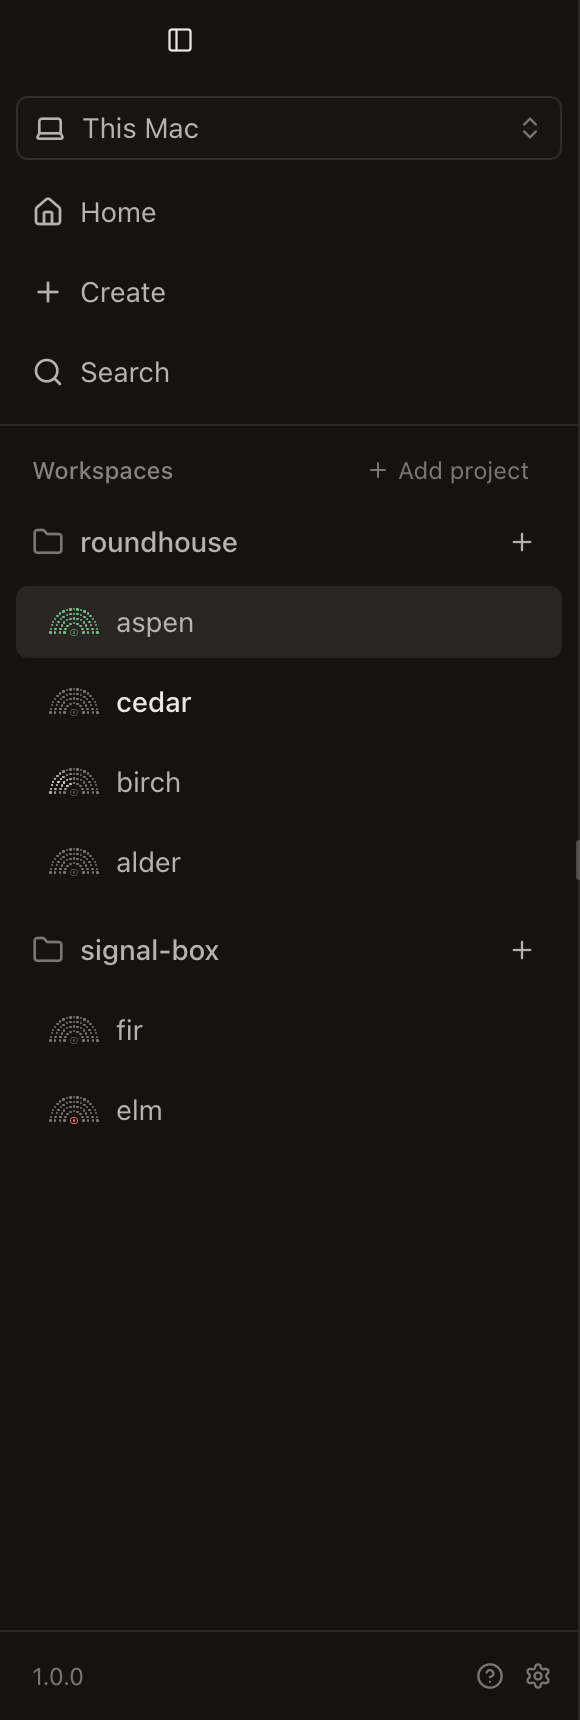 This Mac
Home
Create
Search
Workspaces
Add project
roundhouse
aspen
cedar
birch
alder
signal-box
fir
elm
1.0.0